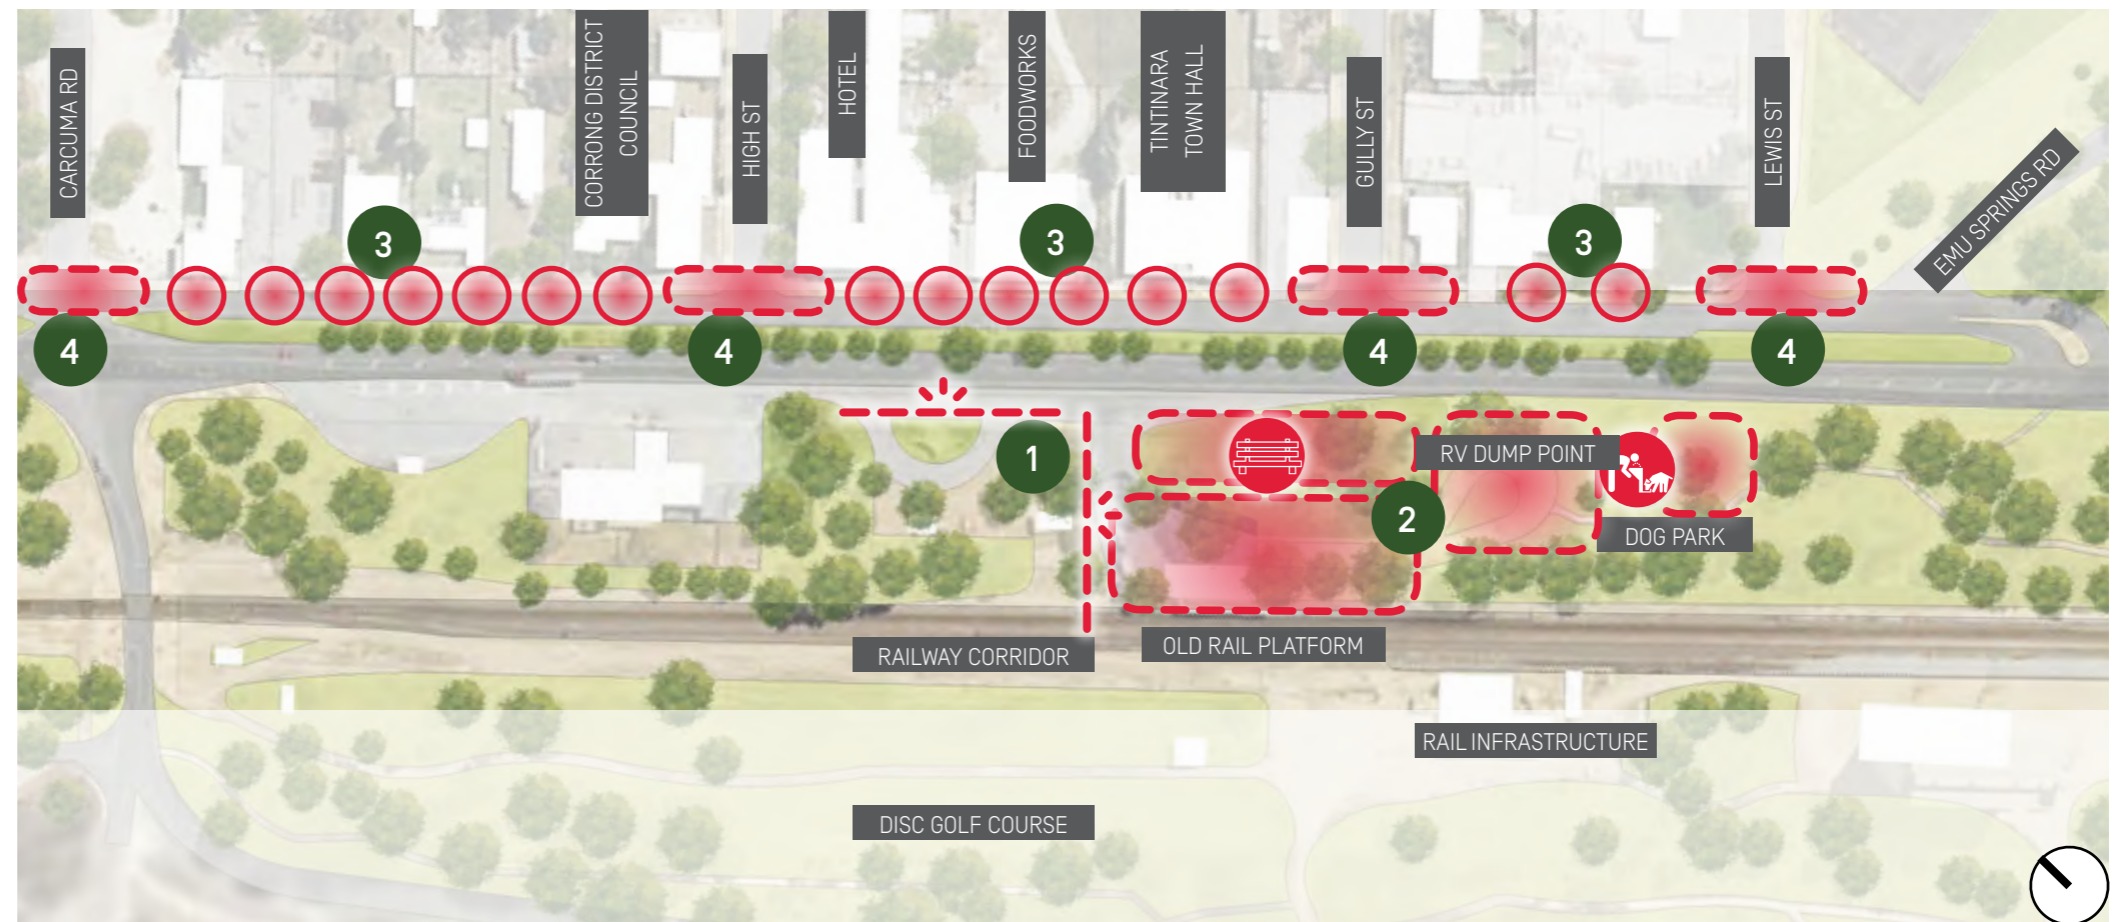 CARCUMA RD
CORRONG DISTRICT
COUNCIL
HIGH ST
HOTEL
FOODWORKS
TINTINARA
TOWN HALL
GULLY ST
LEWIS ST
EMU SPRINGS RD
3
3
3
4
4
4
4
1
RV DUMP POINT
2
DOG PARK
RAILWAY CORRIDOR
OLD RAIL PLATFORM
RAIL INFRASTRUCTURE
DISC GOLF COURSE